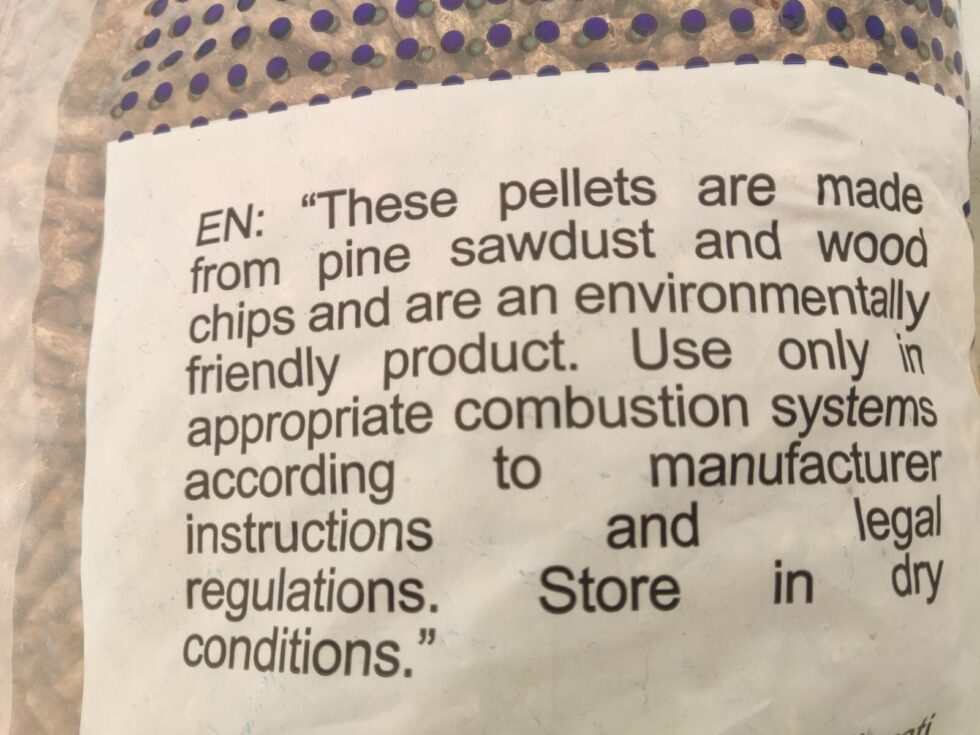 EN: “These pellets are made
from pine sawdust and wood
chips and are an environmentally
friendly product. Use only in
appropriate combustion systems
according to manufacturer
instructions and legal
regulations. Store in dry
conditions.”